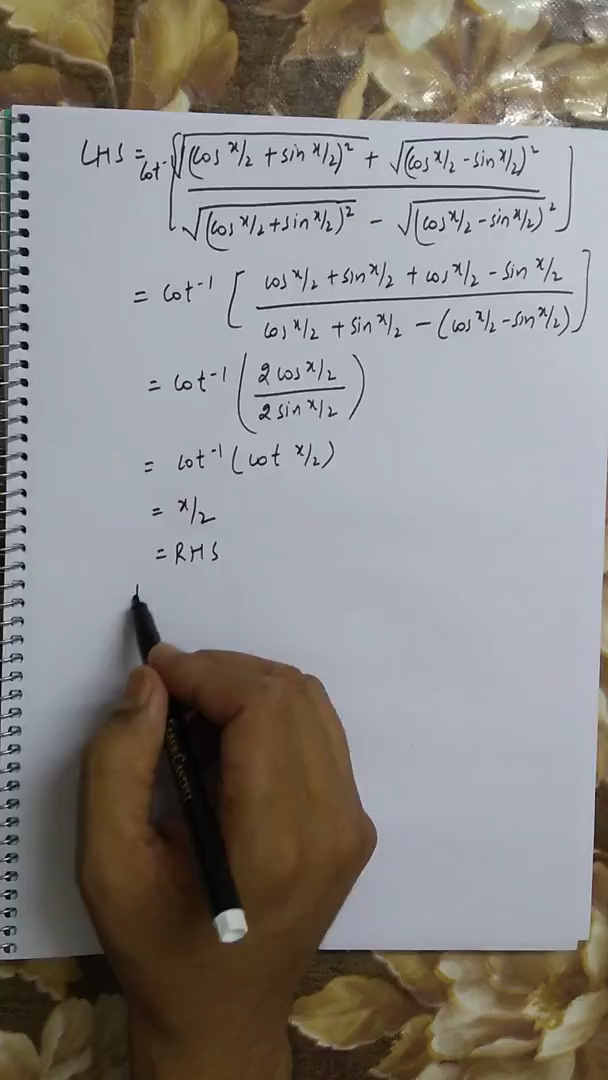 LHS = cot⁻¹ [ (√(cos x/2 + sin x/2)² + √(cos x/2 - sin x/2)²) / (√(cos x/2 + sin x/2)² - √(cos x/2 - sin x/2)²) ]
= cot⁻¹ [ (cos x/2 + sin x/2 + cos x/2 - sin x/2) / (cos x/2 + sin x/2 - (cos x/2 - sin x/2)) ]
= cot⁻¹ ( 2 cos x/2 / 2 sin x/2 )
= cot⁻¹ (cot x/2)
= x/2
= RHS